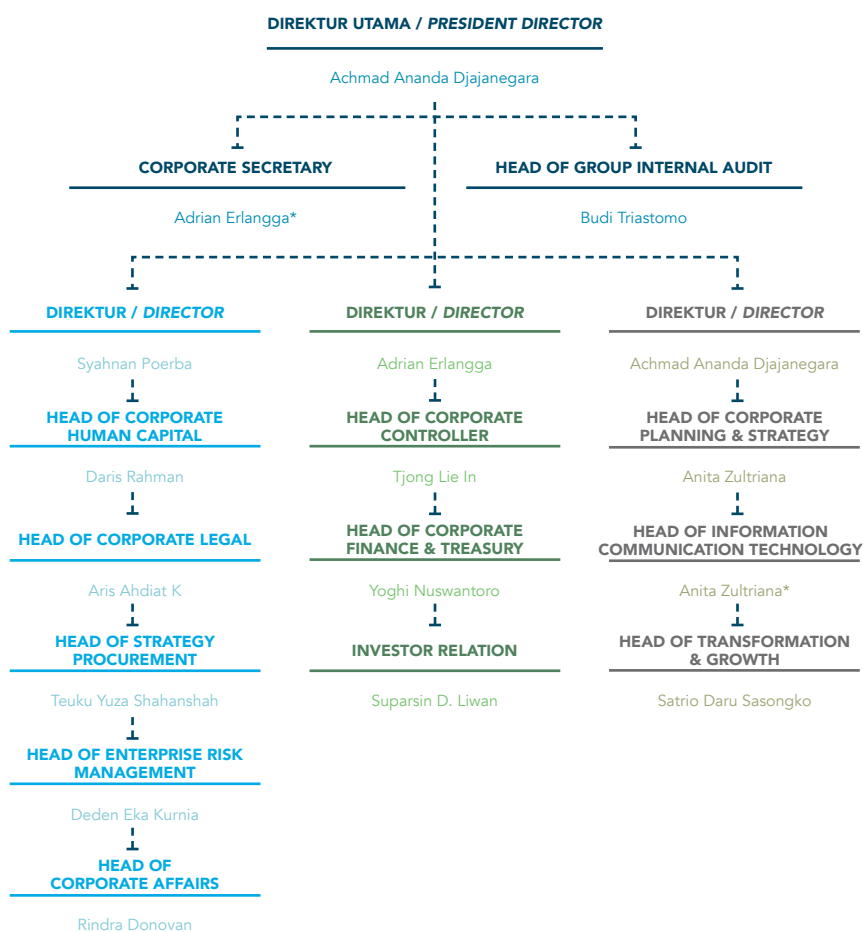 DIREKTUR UTAMA / PRESIDENT DIRECTOR
Achmad Ananda Djajanegara
CORPORATE SECRETARY
Adrian Erlangga*
HEAD OF GROUP INTERNAL AUDIT
Budi Triastomo
DIREKTUR / DIRECTOR
Syahnan Poerba
HEAD OF CORPORATE
HUMAN CAPITAL
Daris Rahman
HEAD OF CORPORATE LEGAL
Aris Ahdiat K
HEAD OF STRATEGY
PROCUREMENT
Teuku Yuza Shahanshah
HEAD OF ENTERPRISE RISK
MANAGEMENT
Deden Eka Kurnia
HEAD OF
CORPORATE AFFAIRS
Rindra Donovan
DIREKTUR / DIRECTOR
Adrian Erlangga
HEAD OF CORPORATE
CONTROLLER
Tjong Lie In
HEAD OF CORPORATE
FINANCE & TREASURY
Yoghi Nuswantoro
INVESTOR RELATION
Suparsin D. Liwan
DIREKTUR / DIRECTOR
Achmad Ananda Djajanegara
HEAD OF CORPORATE
PLANNING & STRATEGY
Anita Zultriana
HEAD OF INFORMATION
COMMUNICATION TECHNOLOGY
Anita Zultriana*
HEAD OF TRANSFORMATION
& GROWTH
Satrio Daru Sasongko